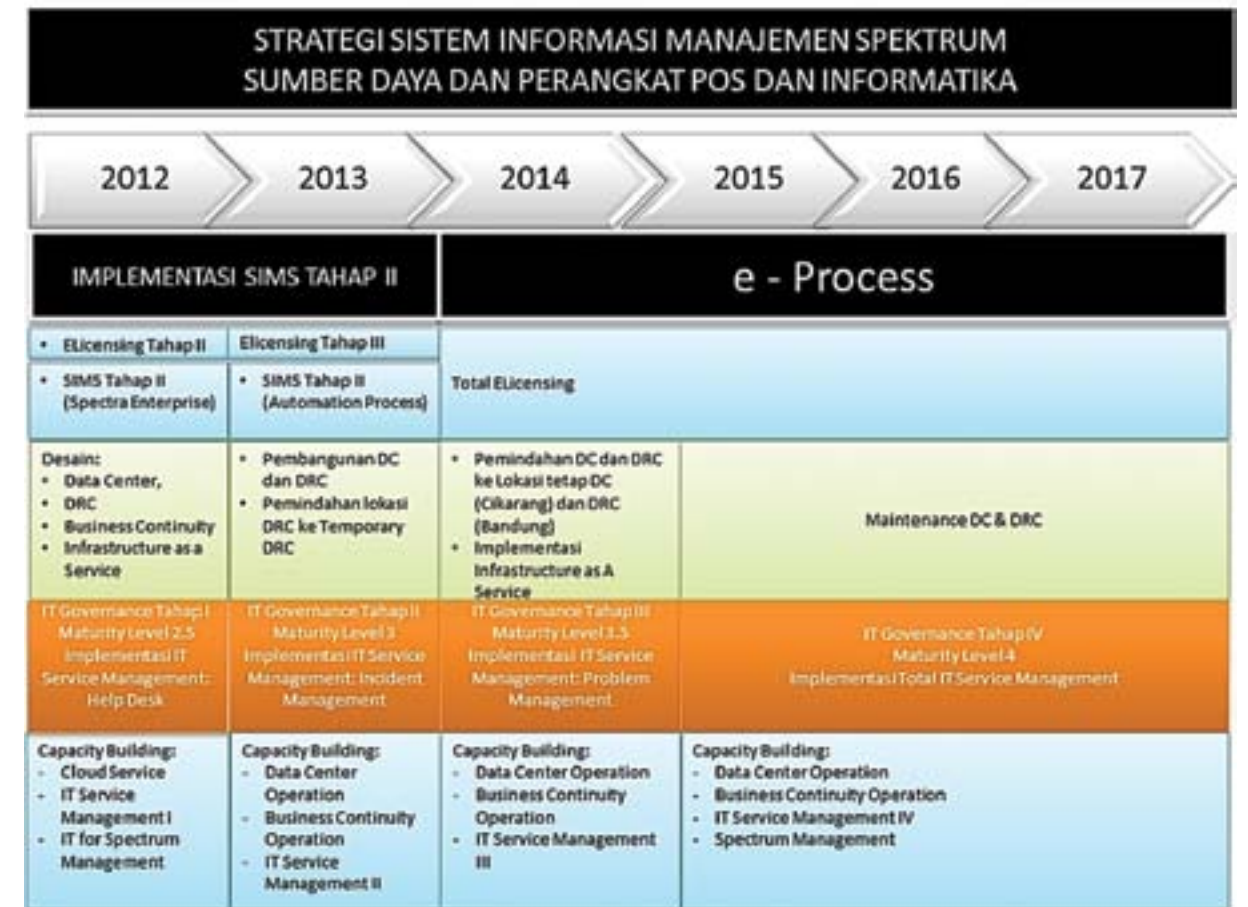 STRATEGI SISTEM INFORMASI MANAJEMEN SPEKTRUM
SUMBER DAYA DAN PERANGKAT POS DAN INFORMATIKA
2012
2013
2014
2015
2016
2017
IMPLEMENTASI SIMS TAHAP II
e - Process
• ELicensing Tahap II
Elicensing Tahap III
• SIMS Tahap II
(Spectra Enterprise)
• SIMS Tahap II
(Automation Process)
Total ELicensing
Desain:
• Data Center,
• DRC
• Business Continuity
• Infrastructure as a
Service
• Pembangunan DC
dan DRC
• Pemindahan lokasi
DRC ke Temporary
DRC
• Pemindahan DC dan DRC
ke Lokasi tetap DC
(Cikarang) dan DRC
(Bandung)
• Implementasi
Infrastructure as A
Service
Maintenance DC & DRC
IT Governance Tahap I
Maturity Level 2.5
Implementasi IT
Service Management:
Help Desk
IT Governance Tahap II
Maturity Level 3
Implementasi IT Service
Management: Incident
Management
IT Governance Tahap III
Maturity Level 3.5
Implementasi IT Service
Management: Problem
Management
IT Governance Tahap IV
Maturity Level 4
Implementasi Total IT Service Management
Capacity Building:
- Cloud Service
- IT Service
Management I
- IT for Spectrum
Management
Capacity Building:
- Data Center
Operation
- Business Continuity
Operation
- IT Service
Management II
Capacity Building:
- Data Center Operation
- Business Continuity
Operation
- IT Service Management
III
Capacity Building:
- Data Center Operation
- Business Continuity Operation
- IT Service Management IV
- Spectrum Management